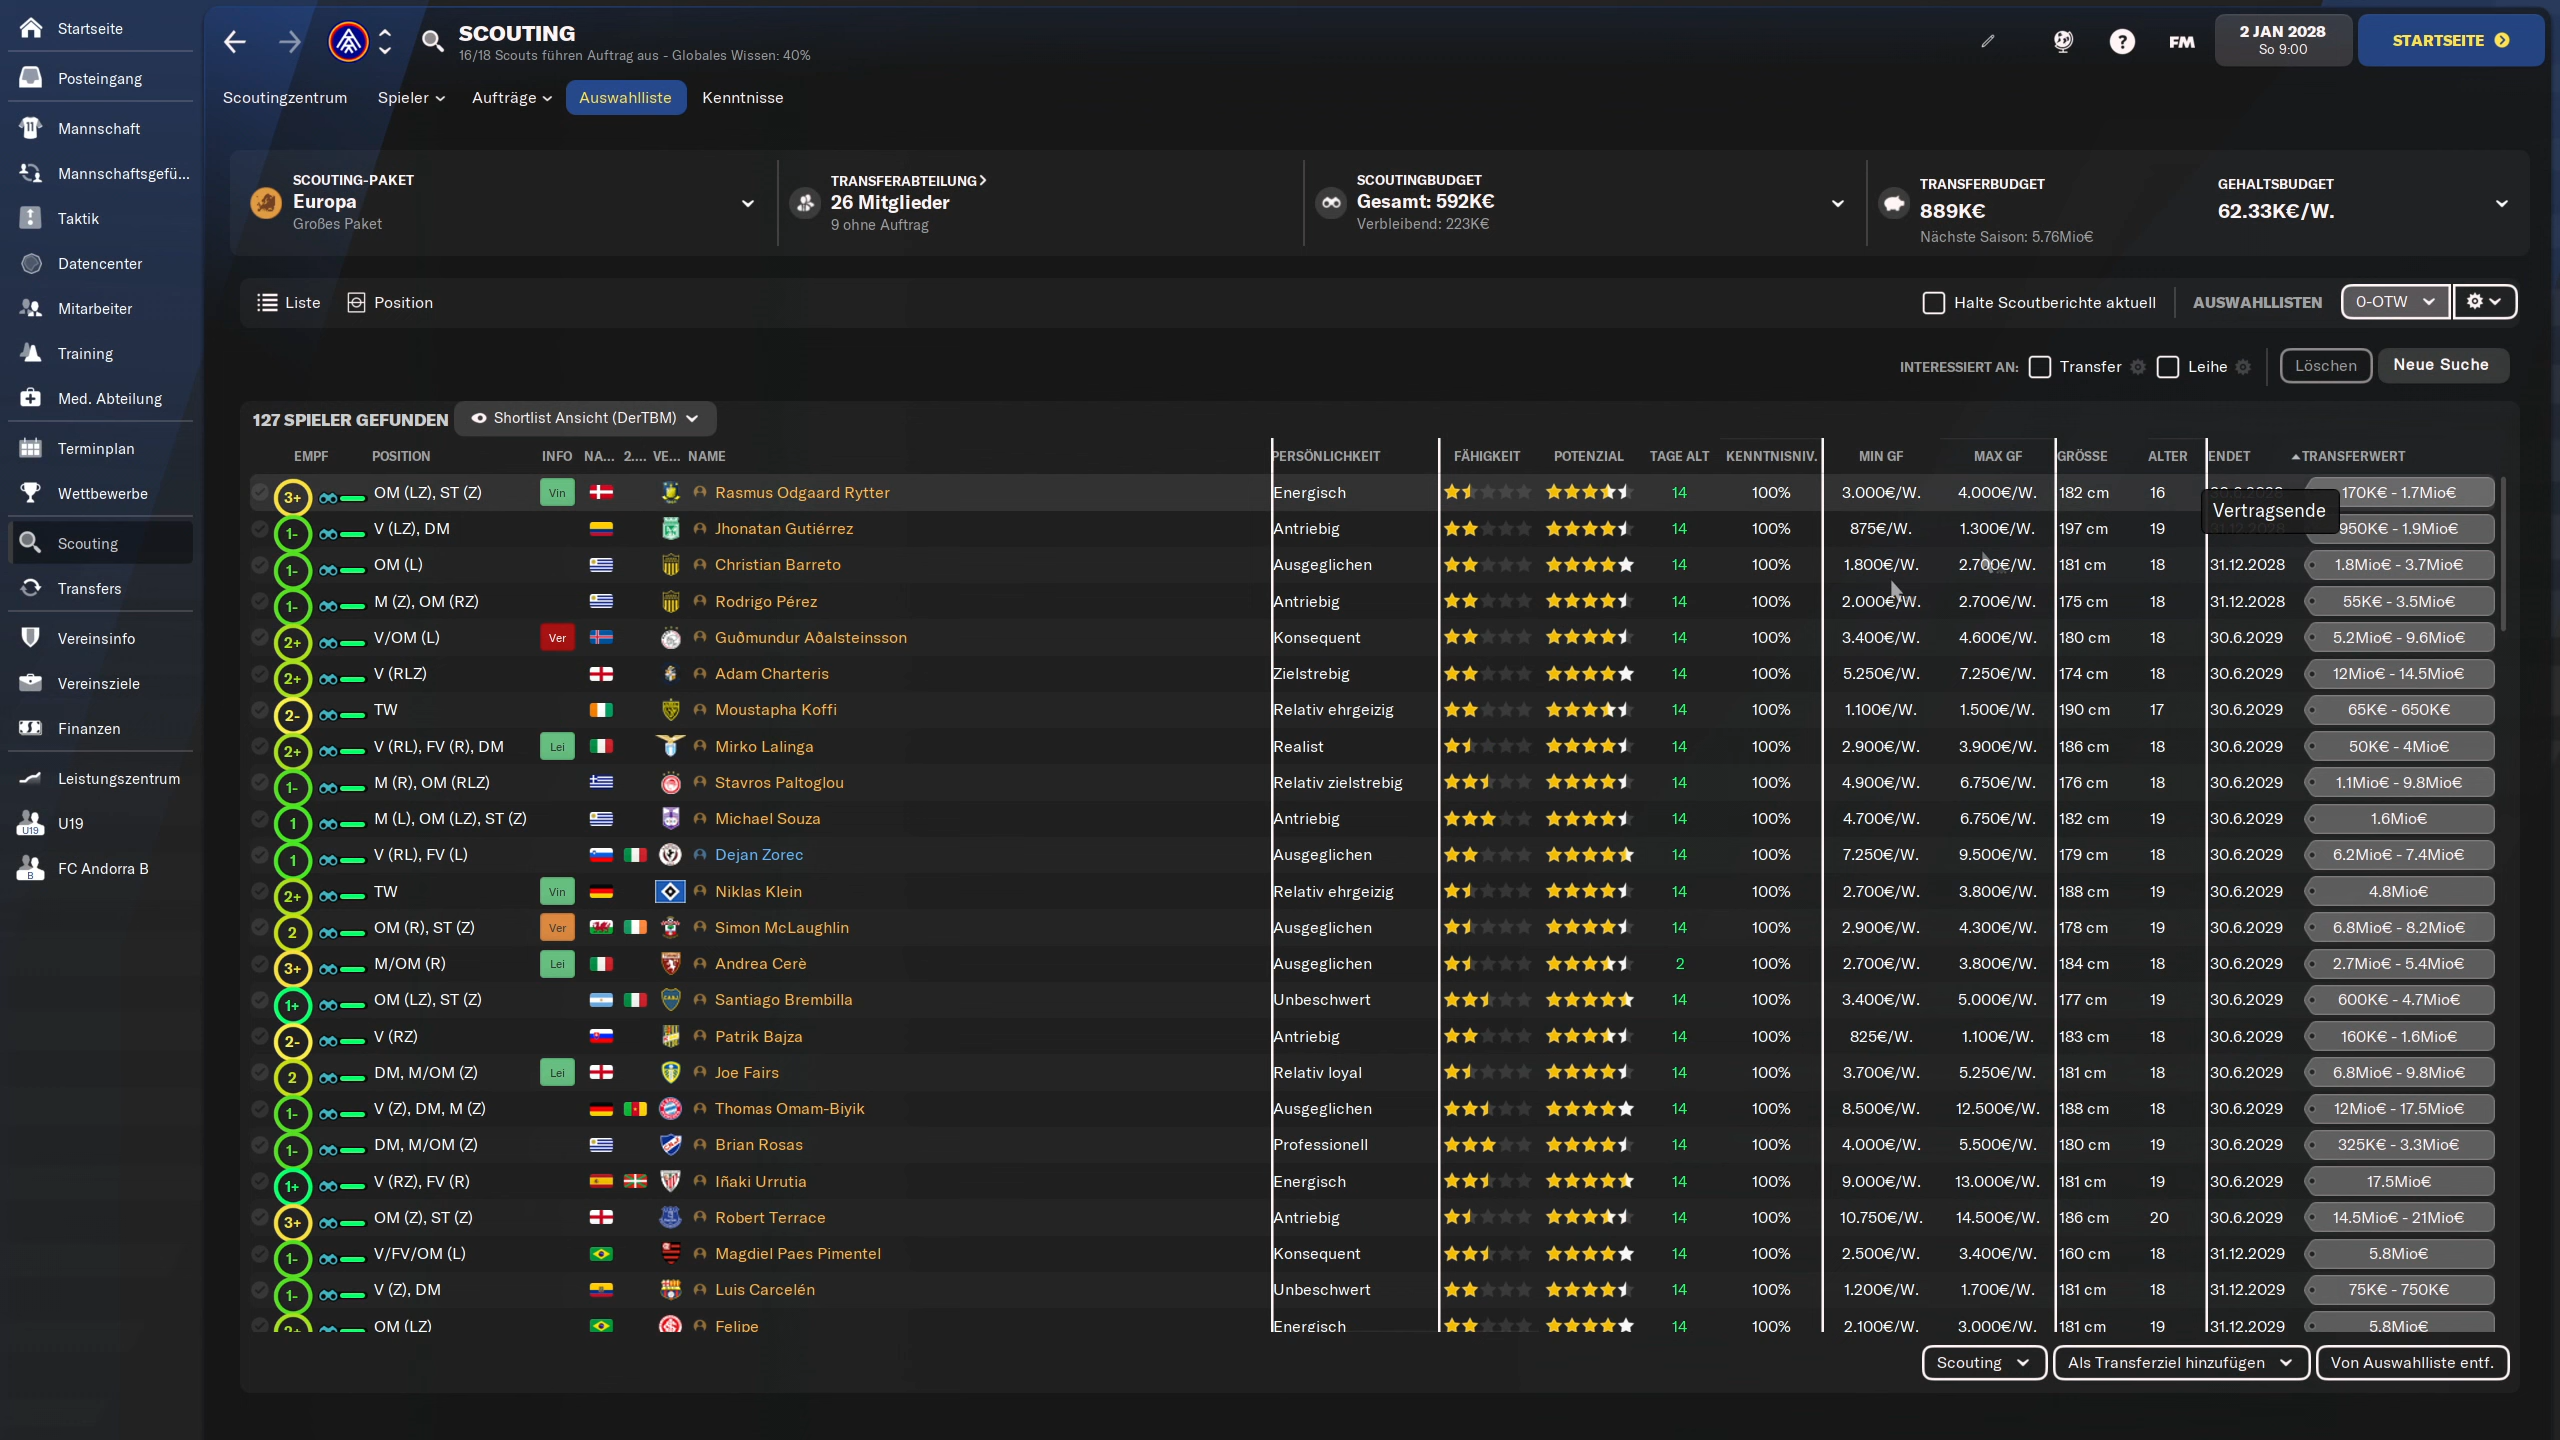 Startseite
Posteingang
Mannschaft
Mannschaftsgefü...
Taktik
Datencenter
Mitarbeiter
Training
Med. Abteilung
Terminplan
Wettbewerbe
Scouting
Transfers
Vereinsinfo
Vereinsziele
Finanzen
Leistungszentrum
U19 U19
B FC Andorra B
SCOUTING
16/18 Scouts führen Auftrag aus - Globales Wissen: 40%
FM 2 JAN 2028
So 9:00
STARTSEITE
Scoutingzentrum Spieler Aufträge Auswahlliste Kenntnisse
SCOUTING-PAKET
Europa
Großes Paket
TRANSFERABTEILUNG
26 Mitglieder
9 ohne Auftrag
SCOUTINGBUDGET
Gesamt: 592K€
Verbleibend: 223K€
TRANSFERBUDGET
889K€
Nächste Saison: 5.76Mio€
GEHALTSBUDGET
62.33K€/W.
Liste Position Halte Scoutberichte aktuell AUSWAHLLISTEN 0-OTW
INTERESSIERT AN: Transfer Leihe Löschen Neue Suche
127 SPIELER GEFUNDEN Shortlist Ansicht (DerTBM)
EMPF POSITION INFO NA... 2.... VE... NAME PERSÖNLICHKEIT FÄHIGKEIT POTENZIAL TAGE ALT KENNTNISNIV. MIN GF MAX GF GRÖSSE ALTER ENDET TRANSFERWERT
3+ OM (LZ), ST (Z) Vin Rasmus Odgaard Rytter Energisch 14 100% 3.000€/W. 4.000€/W. 182 cm 16 30.6.2028 170K€ - 1.7Mio€
Vertragsende
1- V (LZ), DM Jhonatan Gutiérrez Antriebig 14 100% 875€/W. 1.300€/W. 197 cm 19 31.12.2028 950K€ - 1.9Mio€
1- OM (L) Christian Barreto Ausgeglichen 14 100% 1.800€/W. 2.700€/W. 181 cm 18 31.12.2028 1.8Mio€ - 3.7Mio€
1- M (Z), OM (RZ) Rodrigo Pérez Antriebig 14 100% 2.000€/W. 2.700€/W. 175 cm 18 31.12.2028 55K€ - 3.5Mio€
2+ V/OM (L) Ver Guðmundur Aðalsteinsson Konsequent 14 100% 3.400€/W. 4.600€/W. 180 cm 18 30.6.2029 5.2Mio€ - 9.6Mio€
2+ V (RLZ) Adam Charteris Zielstrebig 14 100% 5.250€/W. 7.250€/W. 174 cm 18 30.6.2029 12Mio€ - 14.5Mio€
2- TW Moustapha Koffi Relativ ehrgeizig 14 100% 1.100€/W. 1.500€/W. 190 cm 17 30.6.2029 65K€ - 650K€
2+ V (RL), FV (R), DM Lei Mirko Lalinga Realist 14 100% 2.900€/W. 3.900€/W. 186 cm 18 30.6.2029 50K€ - 4Mio€
1- M (R), OM (RLZ) Stavros Paltoglou Relativ zielstrebig 14 100% 4.900€/W. 6.750€/W. 176 cm 18 30.6.2029 1.1Mio€ - 9.8Mio€
1 M (L), OM (LZ), ST (Z) Michael Souza Antriebig 14 100% 4.700€/W. 6.750€/W. 182 cm 19 30.6.2029 1.6Mio€
1 V (RL), FV (L) Dejan Zorec Ausgeglichen 14 100% 7.250€/W. 9.500€/W. 179 cm 18 30.6.2029 6.2Mio€ - 7.4Mio€
2+ TW Vin Niklas Klein Relativ ehrgeizig 14 100% 2.700€/W. 3.800€/W. 188 cm 19 30.6.2029 4.8Mio€
2 OM (R), ST (Z) Ver Simon McLaughlin Ausgeglichen 14 100% 2.900€/W. 4.300€/W. 178 cm 19 30.6.2029 6.8Mio€ - 8.2Mio€
3+ M/OM (R) Lei Andrea Cerè Ausgeglichen 2 100% 2.700€/W. 3.800€/W. 184 cm 18 30.6.2029 2.7Mio€ - 5.4Mio€
1+ OM (LZ), ST (Z) Santiago Brembilla Unbeschwert 14 100% 3.400€/W. 5.000€/W. 177 cm 19 30.6.2029 600K€ - 4.7Mio€
2- V (RZ) Patrik Bajza Antriebig 14 100% 825€/W. 1.100€/W. 183 cm 18 30.6.2029 160K€ - 1.6Mio€
2 DM, M/OM (Z) Lei Joe Fairs Relativ loyal 14 100% 3.700€/W. 5.250€/W. 181 cm 18 30.6.2029 6.8Mio€ - 9.8Mio€
1- V (Z), DM, M (Z) Thomas Omam-Biyik Ausgeglichen 14 100% 8.500€/W. 12.500€/W. 188 cm 18 30.6.2029 12Mio€ - 17.5Mio€
1- DM, M/OM (Z) Brian Rosas Professionell 14 100% 4.000€/W. 5.500€/W. 180 cm 19 30.6.2029 325K€ - 3.3Mio€
1+ V (RZ), FV (R) Iñaki Urrutia Energisch 14 100% 9.000€/W. 13.000€/W. 181 cm 19 30.6.2029 17.5Mio€
3+ OM (Z), ST (Z) Robert Terrace Antriebig 14 100% 10.750€/W. 14.500€/W. 186 cm 20 30.6.2029 14.5Mio€ - 21Mio€
1- V/FV/OM (L) Magdiel Paes Pimentel Konsequent 14 100% 2.500€/W. 3.400€/W. 160 cm 18 31.12.2029 5.8Mio€
1- V (Z), DM Luis Carcelén Unbeschwert 14 100% 1.200€/W. 1.700€/W. 181 cm 18 31.12.2029 75K€ - 750K€
2+ OM (LZ) Felipe Energisch 14 100% 2.100€/W. 3.000€/W. 181 cm 19 31.12.2029 5.8Mio€
Scouting Als Transferziel hinzufügen Von Auswahlliste entf.